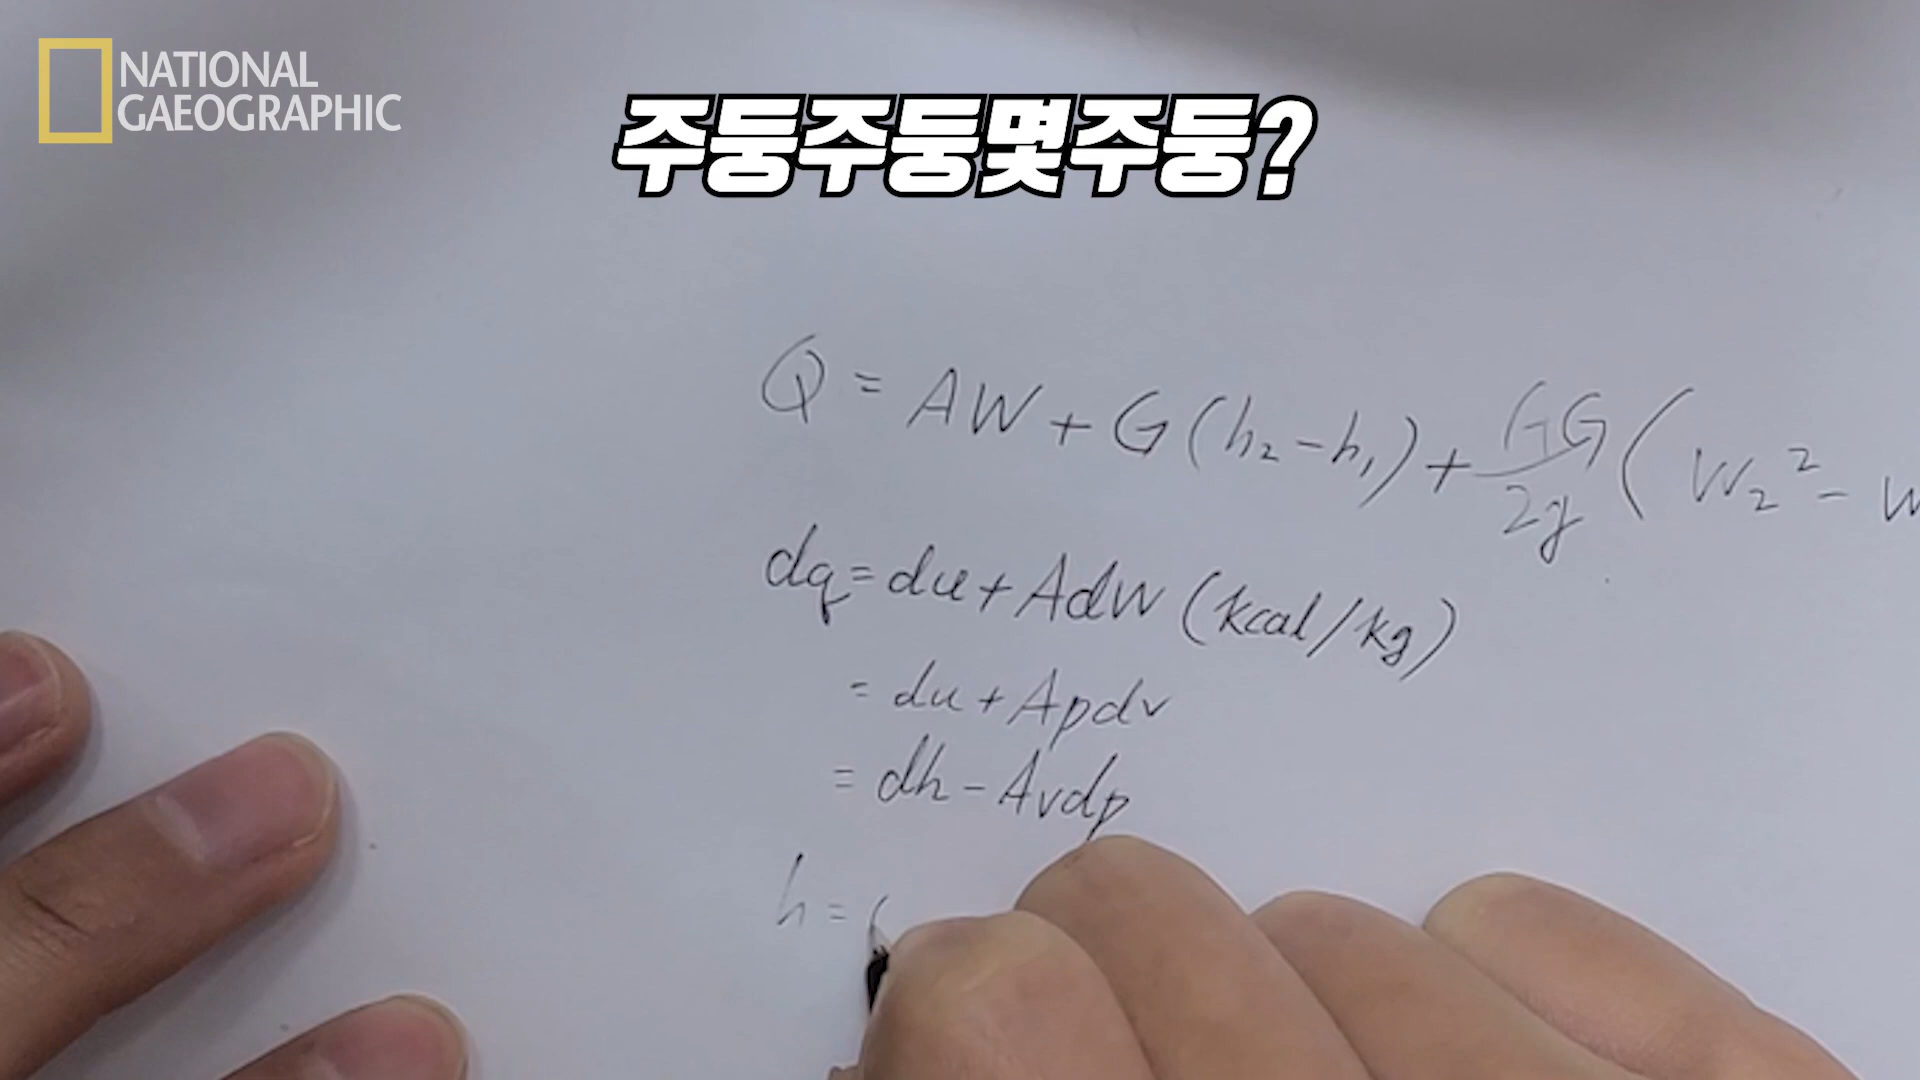 NATIONAL
GAEOGRAPHIC
주둥주둥몇주둥?
Q = AW + G(h₂-h₁) + AG/2g (W₂² - W
dq = du + AdW (kcal/kg)
= du + Apdv
= dh - Avdp
h =